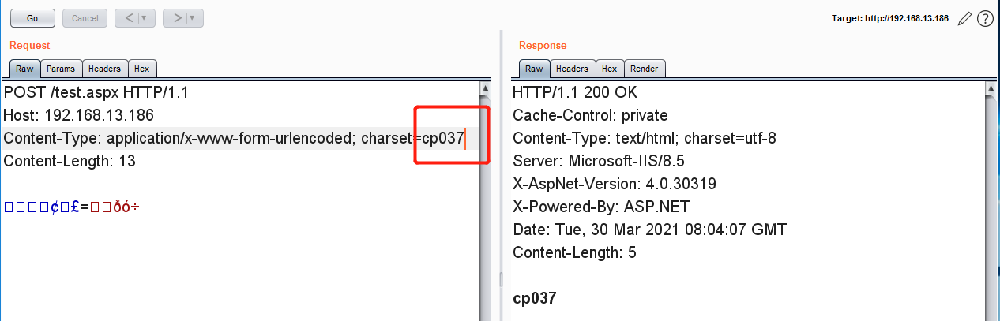 Go Cancel < > Target: http://192.168.13.186 ?
Request
Raw Params Headers Hex
POST /test.aspx HTTP/1.1
Host: 192.168.13.186
Content-Type: application/x-www-form-urlencoded; charset=cp037
Content-Length: 13
□□□□¢□£=□□ðó÷
Response
Raw Headers Hex Render
HTTP/1.1 200 OK
Cache-Control: private
Content-Type: text/html; charset=utf-8
Server: Microsoft-IIS/8.5
X-AspNet-Version: 4.0.30319
X-Powered-By: ASP.NET
Date: Tue, 30 Mar 2021 08:04:07 GMT
Content-Length: 5
cp037